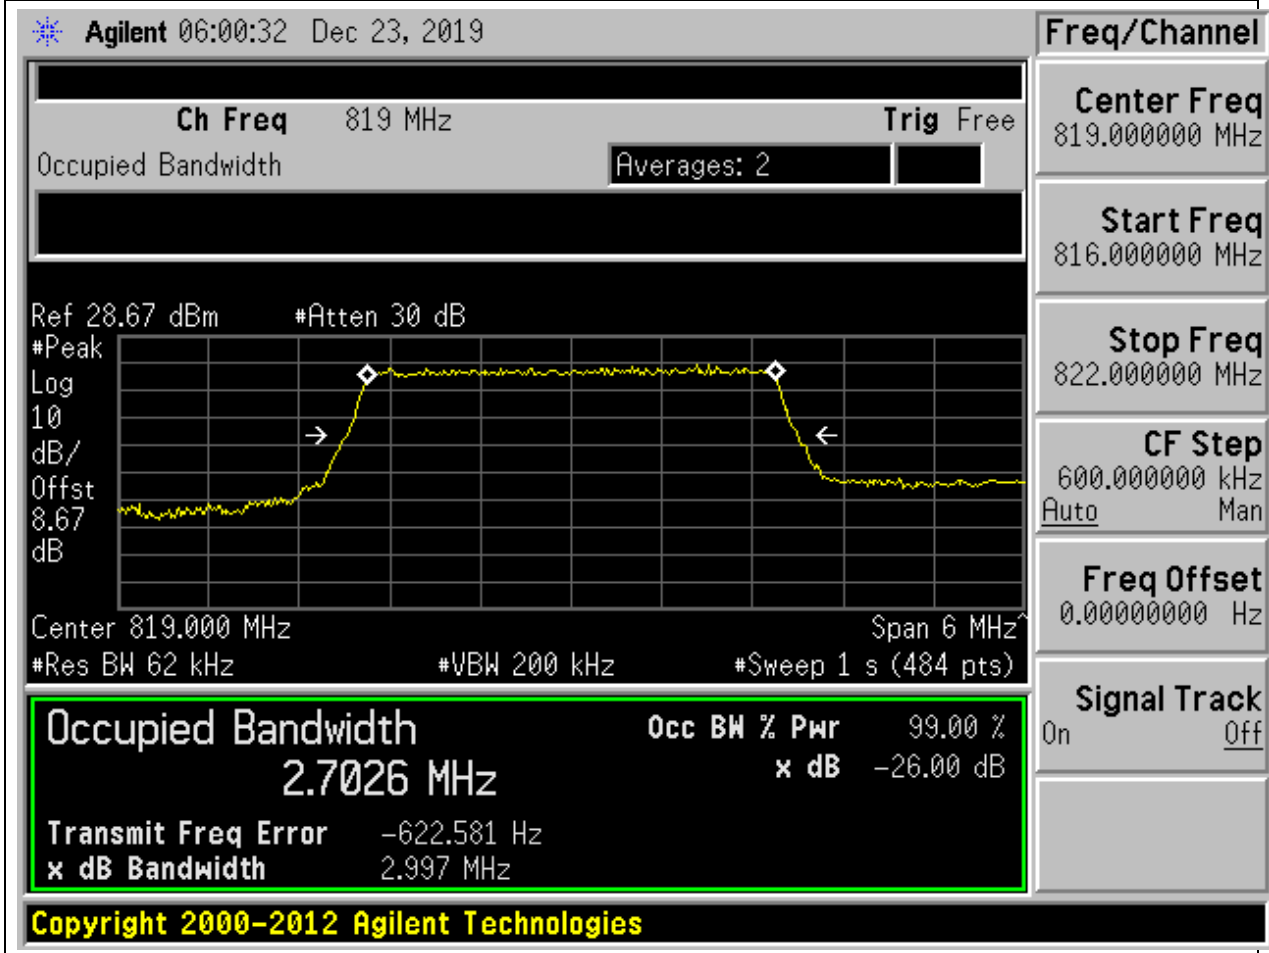 Agilent 06:00:32 Dec 23, 2019
Freq/Channel
Ch Freq 819 MHz Trig Free
Occupied Bandwidth Averages: 2
Ref 28.67 dBm #Atten 30 dB
#Peak
Log
10
dB/
Offst
8.67
dB
Center 819.000 MHz Span 6 MHz^
#Res BW 62 kHz #VBW 200 kHz #Sweep 1 s (484 pts)
Occupied Bandwidth Occ BW % Pwr 99.00 %
2.7026 MHz x dB -26.00 dB
Transmit Freq Error -622.581 Hz
x dB Bandwidth 2.997 MHz
Copyright 2000-2012 Agilent Technologies
Center Freq
819.000000 MHz
Start Freq
816.000000 MHz
Stop Freq
822.000000 MHz
CF Step
600.000000 kHz
Auto Man
Freq Offset
0.00000000 Hz
Signal Track
On Off